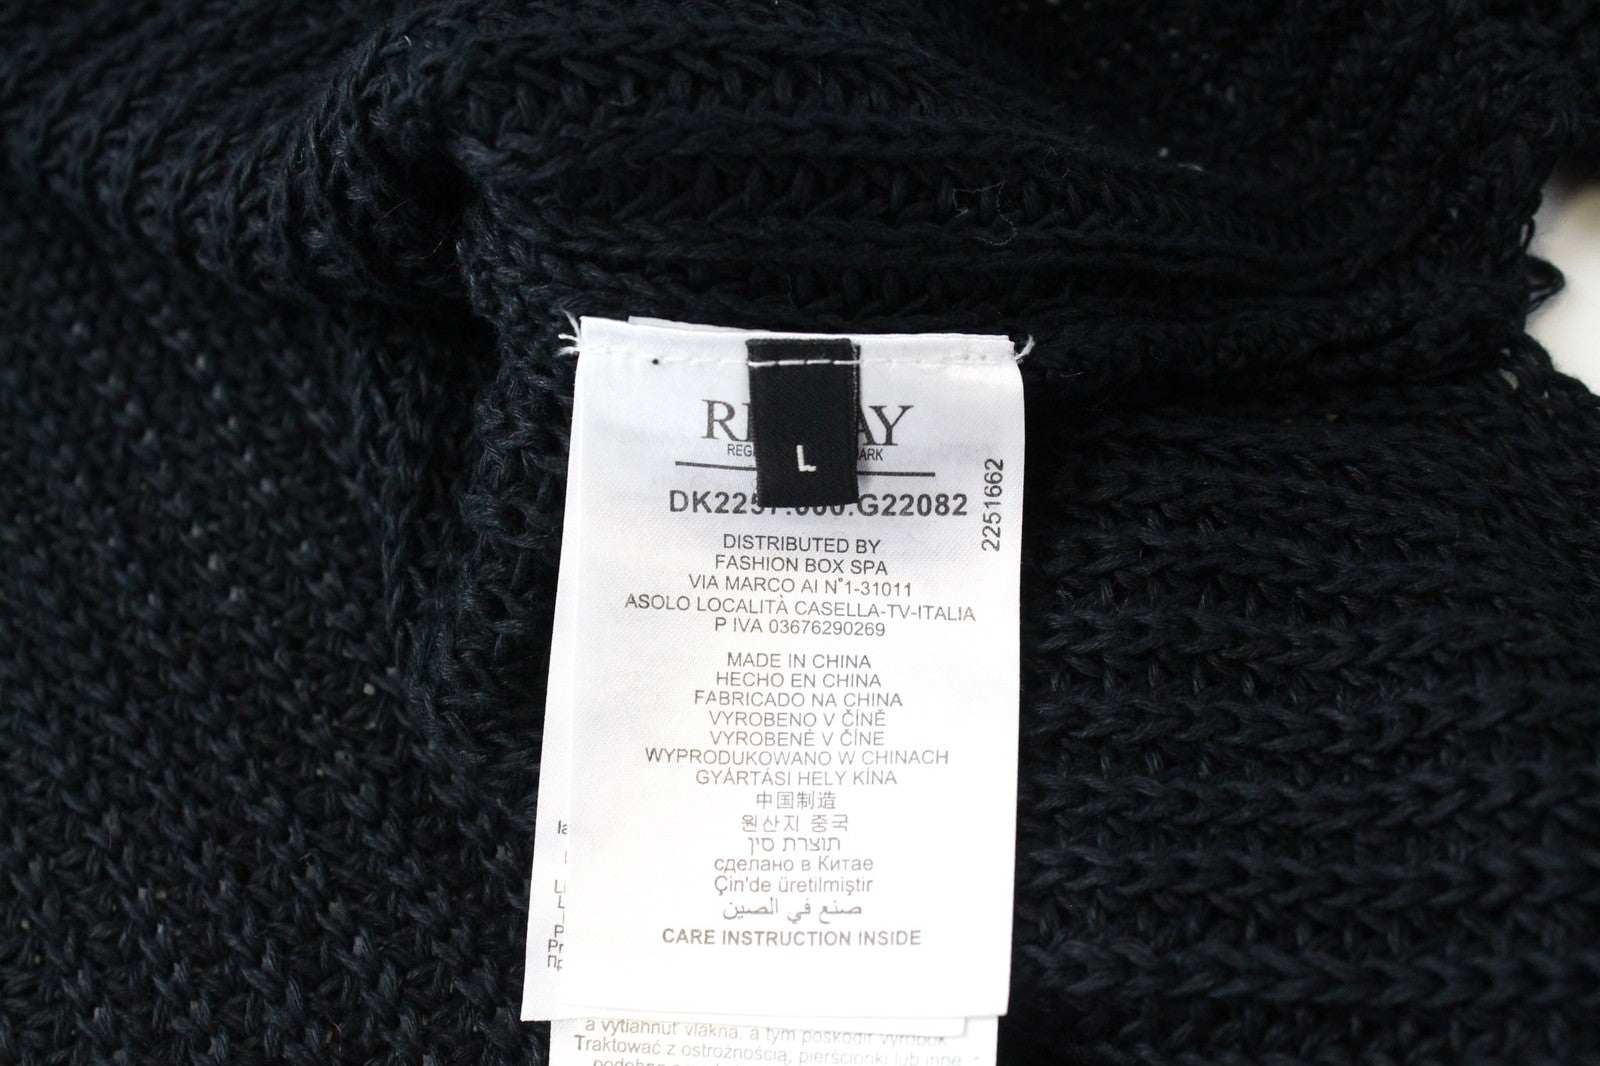 L
DISTRIBUTED BY
FASHION BOX SPA
VIA MARCO AI N°1-31011
ASOLO LOCALITÀ CASELLA-TV-ITALIA
P IVA 03676290269
2251662
MADE IN CHINA
HECHO EN CHINA
FABRICADO NA CHINA
VYROBENO V ČÍNĚ
VYROBENÉ V ČÍNE
WYPRODUKOWANO W CHINACH
GYÁRTÁSI HELY KÍNA
中国制造
원산지 중국
תוצרת סין
сделано в Китае
Çin'de üretilmiştir
صنع في الصين
CARE INSTRUCTION INSIDE
a vytiahnuť vlákna, a tým poškodiť výrobok
Traktować z ostrożnością; pierścionki lub inne